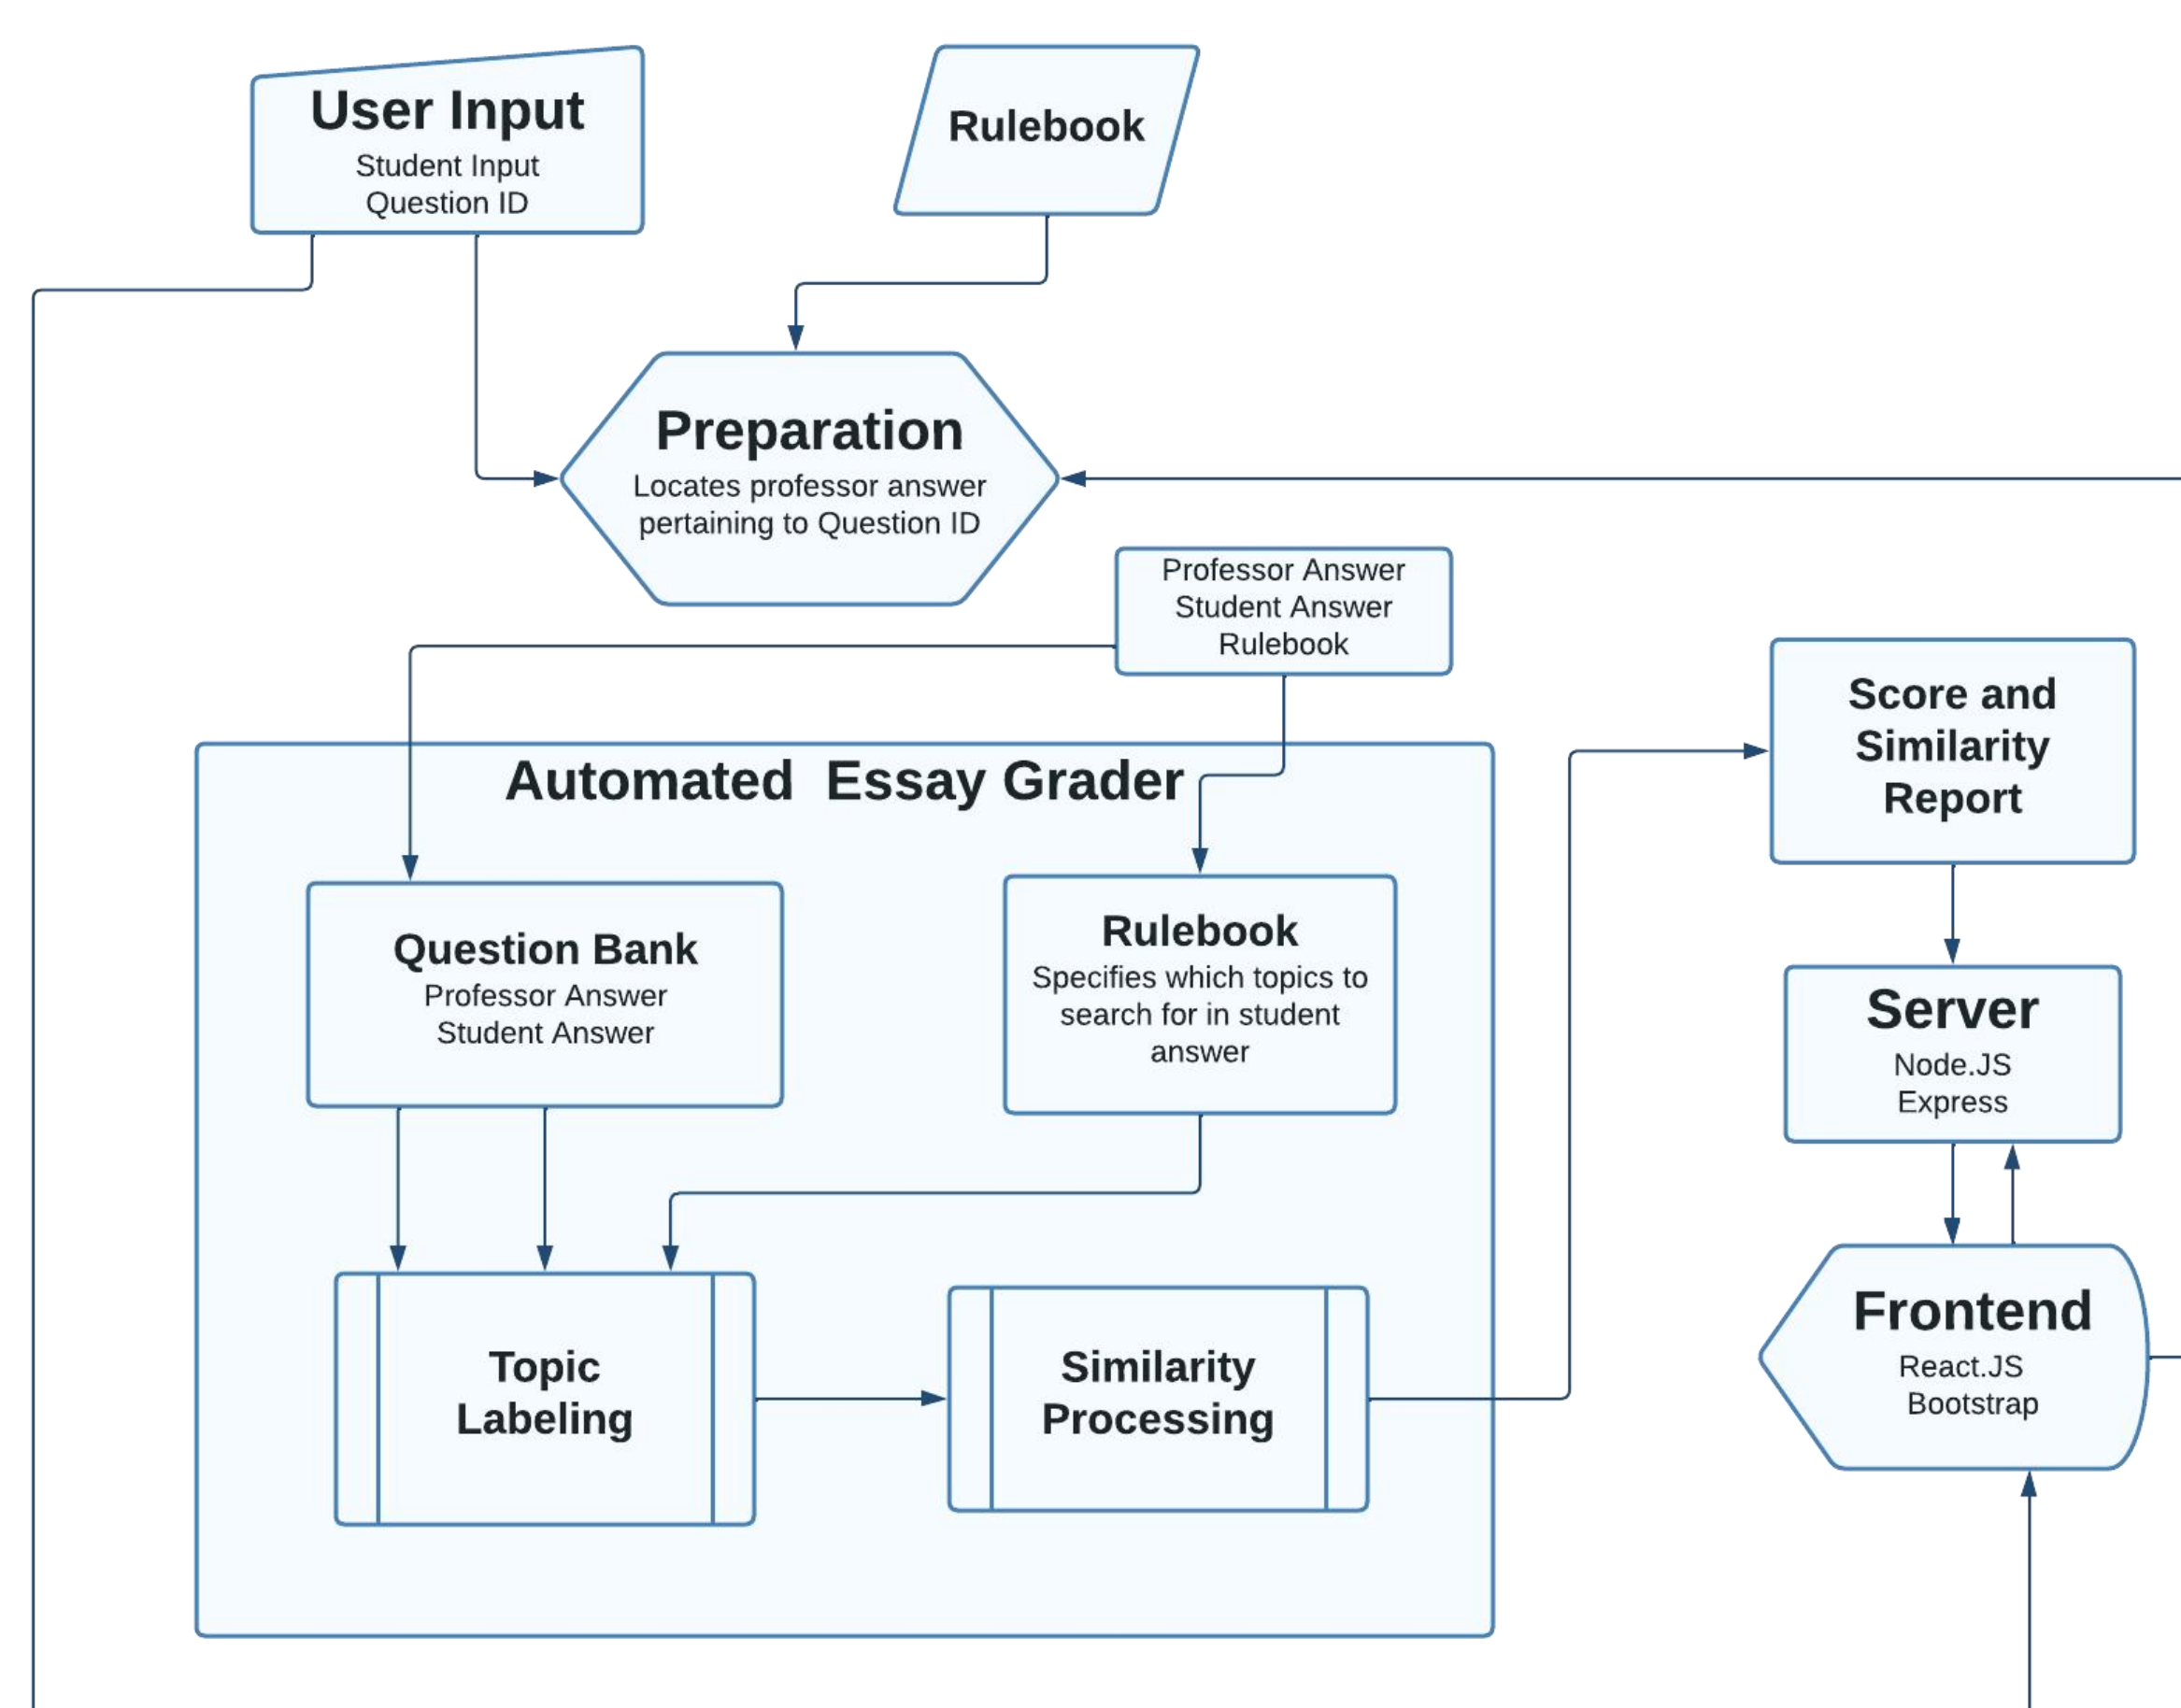 User Input
Student Input
Question ID
Rulebook
Preparation
Locates professor answer
pertaining to Question ID
Professor Answer
Student Answer
Rulebook
Automated  Essay Grader
Question Bank
Professor Answer
Student Answer
Rulebook
Specifies which topics to
search for in student
answer
Topic
Labeling
Similarity
Processing
Score and
Similarity
Report
Server
Node.JS
Express
Frontend
React.JS
Bootstrap